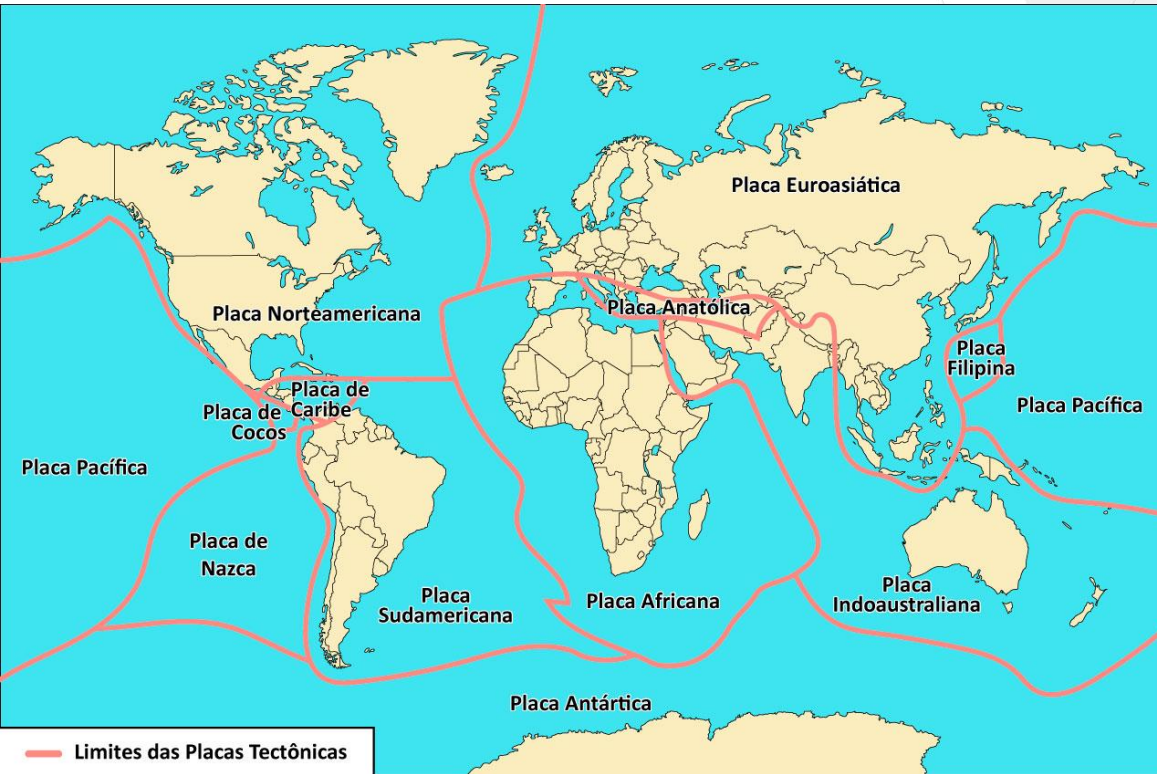 Placa Euroasiática
Placa Norteamericana
Placa Anatólica
Placa
Filipina
Placa de
Caribe
Placa de
Cocos
Placa Pacífica
Placa Pacífica
Placa de
Nazca
Placa
Sudamericana
Placa Africana
Placa
Indoaustraliana
Placa Antártica
Limites das Placas Tectônicas